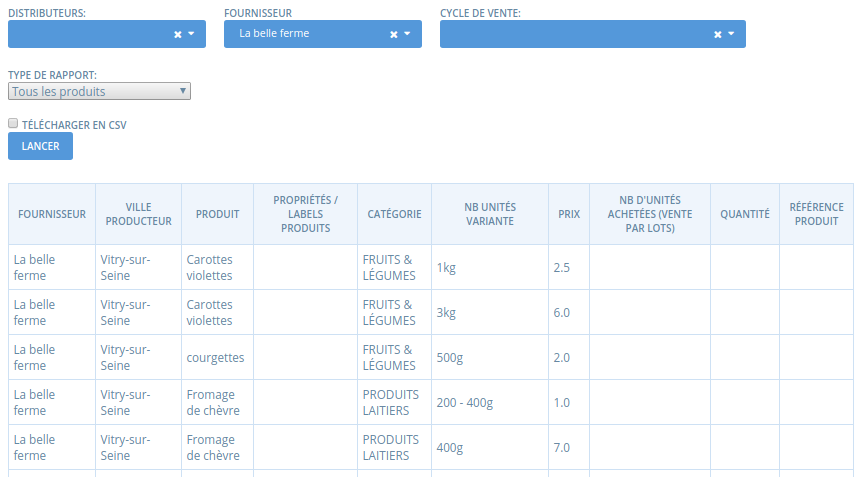 DISTRIBUTEURS: FOURNISSEUR CYCLE DE VENTE:
× La belle ferme × ×
TYPE DE RAPPORT:
Tous les produits
TÉLÉCHARGER EN CSV
LANCER
FOURNISSEUR
VILLE
PRODUCTEUR
PRODUIT
PROPRIÉTÉS /
LABELS
PRODUITS
CATÉGORIE
NB UNITÉS
VARIANTE
PRIX
NB D'UNITÉS
ACHETÉES (VENTE
PAR LOTS)
QUANTITÉ
RÉFÉRENCE
PRODUIT
La belle
ferme
Vitry-sur-
Seine
Carottes
violettes
FRUITS &
LÉGUMES
1kg
2.5
La belle
ferme
Vitry-sur-
Seine
Carottes
violettes
FRUITS &
LÉGUMES
3kg
6.0
La belle
ferme
Vitry-sur-
Seine
courgettes
FRUITS &
LÉGUMES
500g
2.0
La belle
ferme
Vitry-sur-
Seine
Fromage
de chèvre
PRODUITS
LAITIERS
200 - 400g
1.0
La belle
ferme
Vitry-sur-
Seine
Fromage
de chèvre
PRODUITS
LAITIERS
400g
7.0